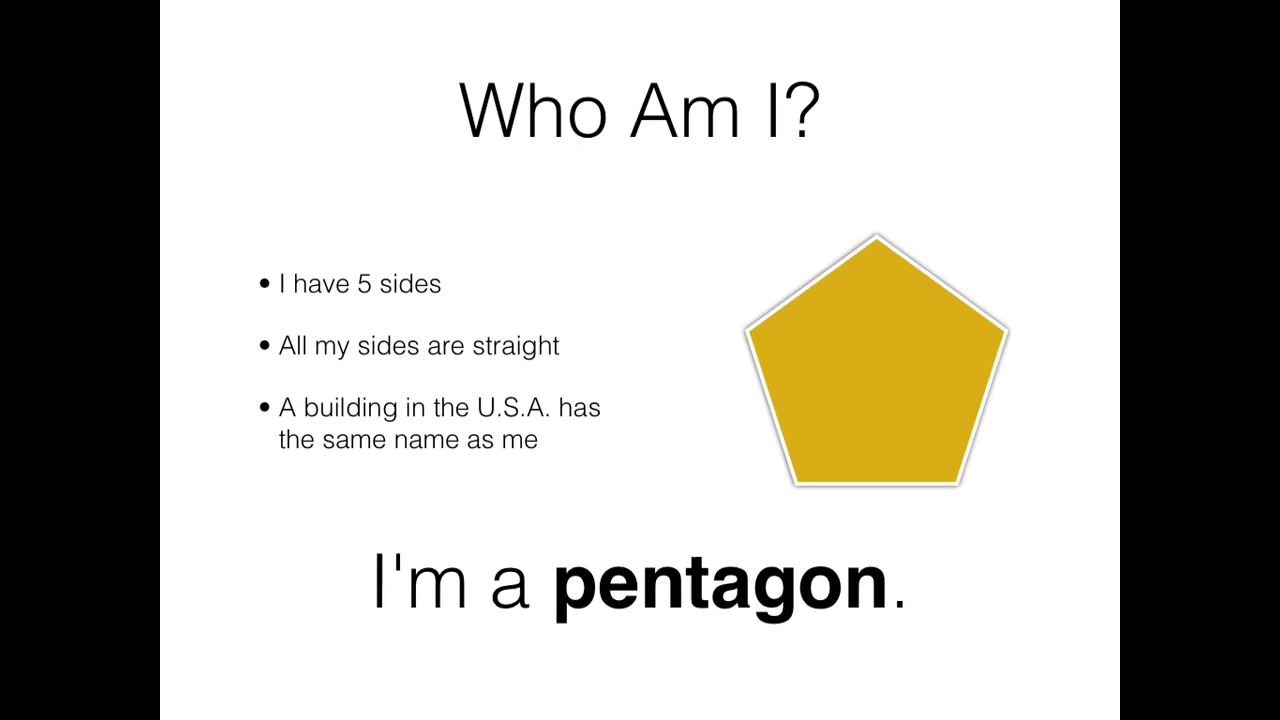 Who Am I?
• I have 5 sides
• All my sides are straight
• A building in the U.S.A. has
the same name as me
I'm a pentagon.